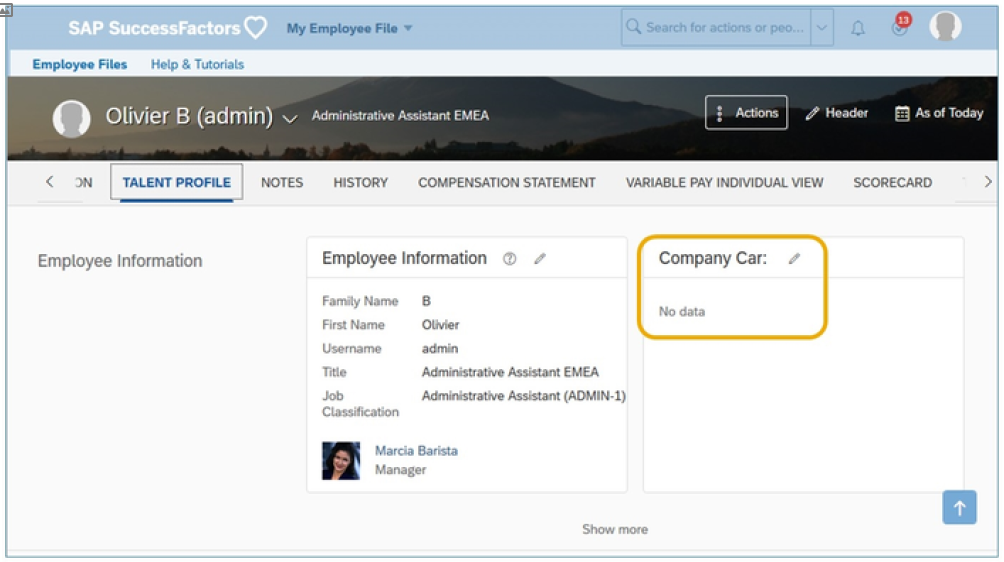 SAP SuccessFactors My Employee File Search for actions or peo... 13
Employee Files Help & Tutorials
Olivier B (admin) Administrative Assistant EMEA Actions Header As of Today
ON TALENT PROFILE NOTES HISTORY COMPENSATION STATEMENT VARIABLE PAY INDIVIDUAL VIEW SCORECARD
Employee Information
Employee Information
Family Name B
First Name Olivier
Username admin
Title Administrative Assistant EMEA
Job Administrative Assistant (ADMIN-1)
Classification
Marcia Barista
Manager
Company Car:
No data
Show more